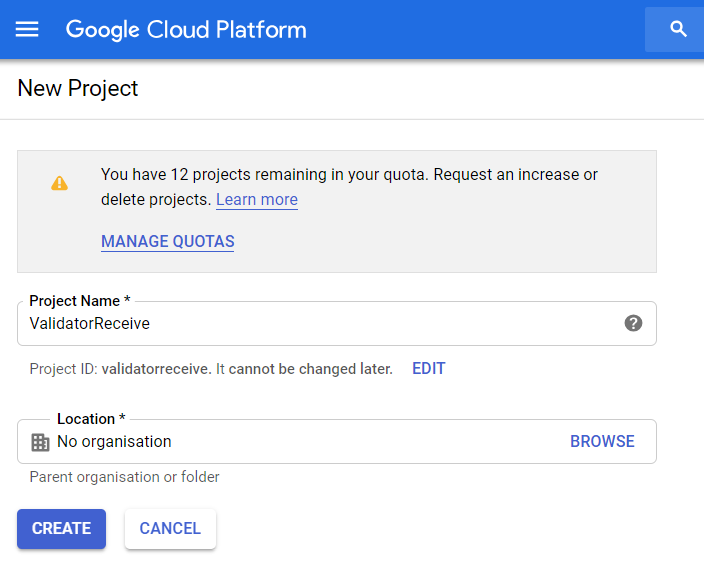 Google Cloud Platform
New Project
You have 12 projects remaining in your quota. Request an increase or
delete projects. Learn more
MANAGE QUOTAS
Project Name *
ValidatorReceive
Project ID: validatorreceive. It cannot be changed later. EDIT
Location *
No organisation BROWSE
Parent organisation or folder
CREATE CANCEL